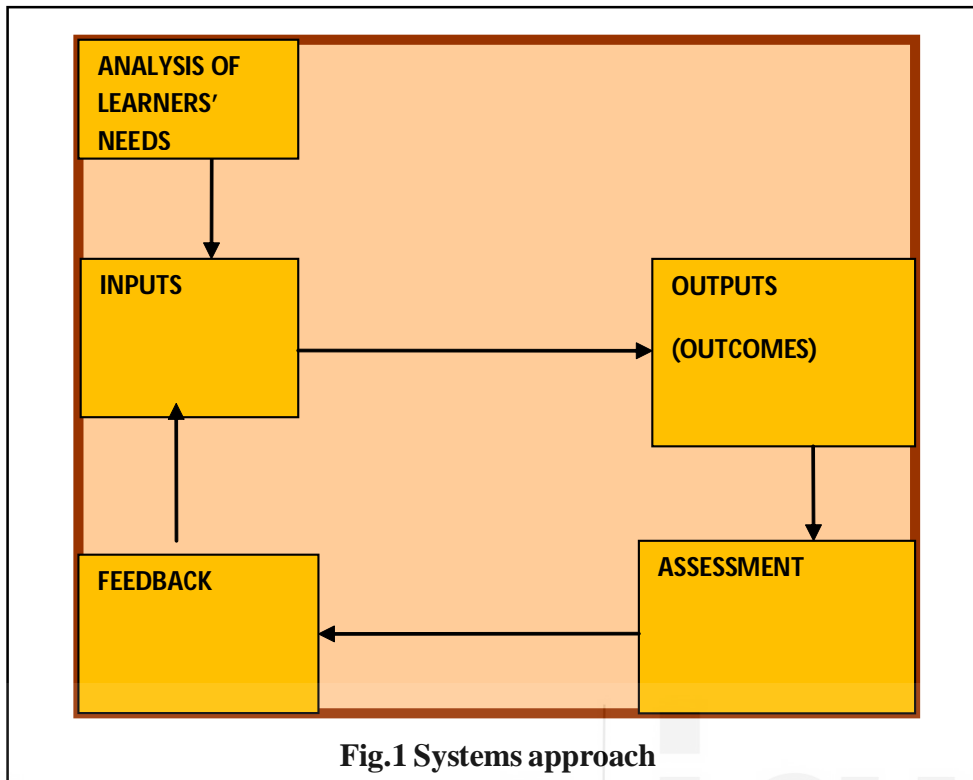 ANALYSIS OF
LEARNERS'
NEEDS
INPUTS
OUTPUTS
(OUTCOMES)
FEEDBACK
ASSESSMENT
Fig.1 Systems approach